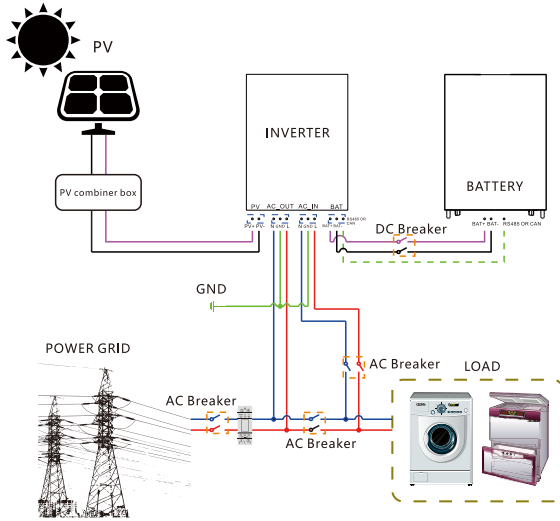 PV
INVERTER
PV combiner box
BATTERY
PV AC_OUT AC_IN BAT
RS485 OR
CAN
PV+ PV- N GND L N GND L BAT+ BAT-
BAT+ BAT- RS485 OR CAN
DC Breaker
GND
POWER GRID
AC Breaker
LOAD
AC Breaker
AC Breaker